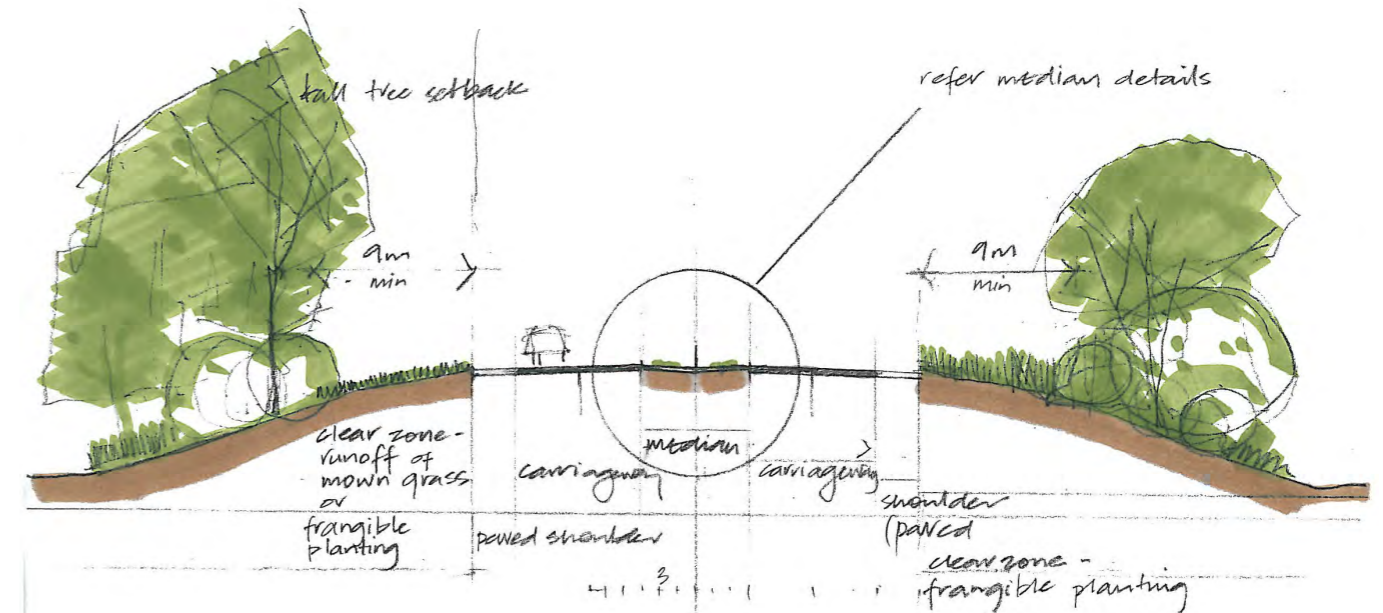 tall tree setback
refer median details
9m
min
9m
min
clear zone -
runoff of
mown grass
or
frangible
planting
carriageway
median
carriageway
paved shoulder
shoulder
(paved
clear zone -
frangible planting
3